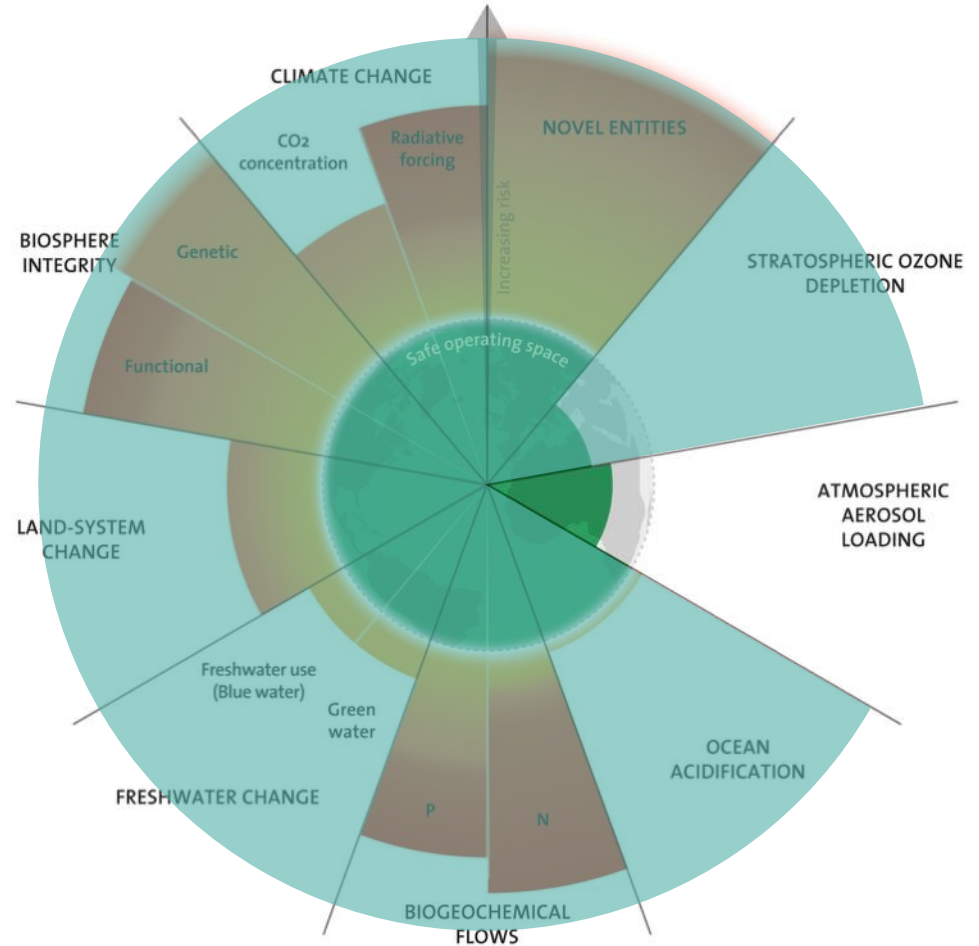 CLIMATE CHANGE
CO2
concentration
Radiative
forcing
NOVEL ENTITIES
Increasing risk
STRATOSPHERIC OZONE
DEPLETION
ATMOSPHERIC
AEROSOL
LOADING
OCEAN
ACIDIFICATION
N
P
BIOGEOCHEMICAL
FLOWS
Green
water
Freshwater use
(Blue water)
FRESHWATER CHANGE
LAND-SYSTEM
CHANGE
Functional
Genetic
BIOSPHERE
INTEGRITY
Safe operating space